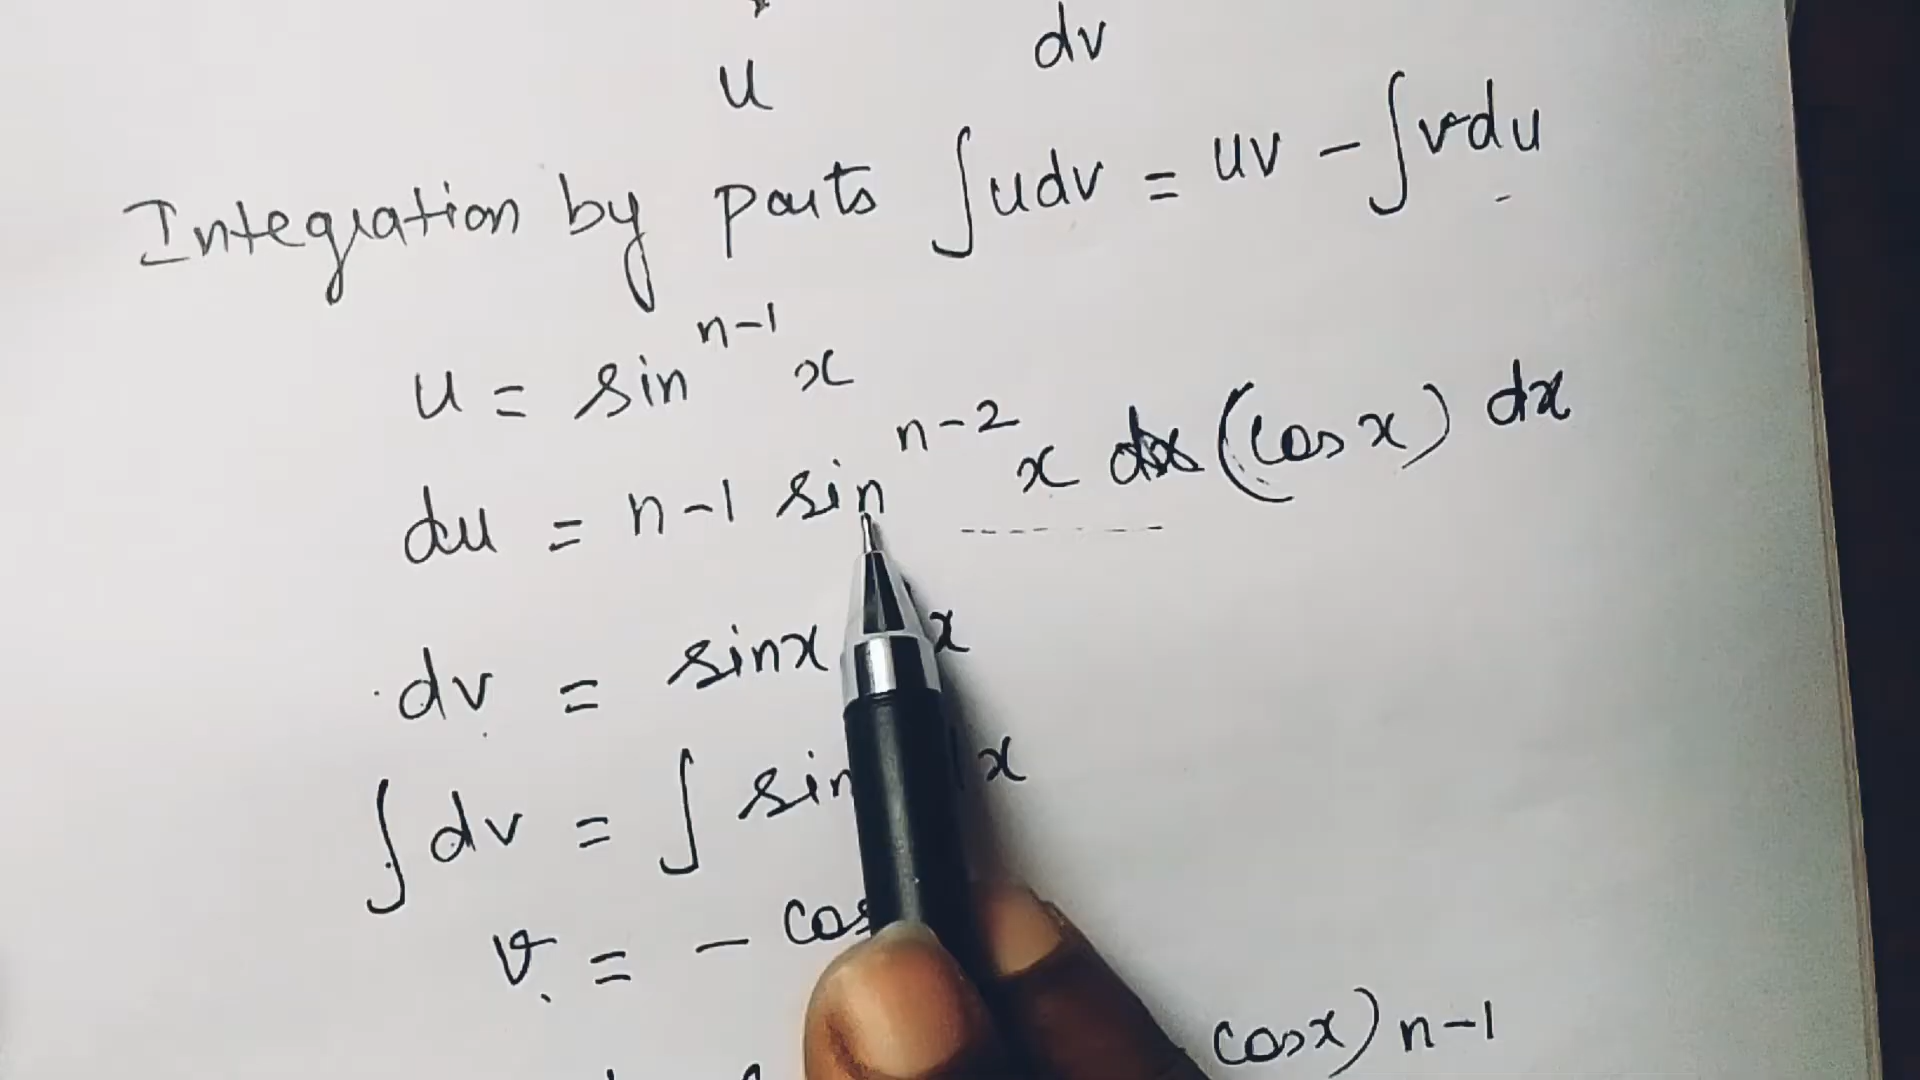 u dv
Integration by parts ∫udv = uv - ∫vdu
u = sin^{n-1} x
du = n-1 sin^{n-2} x (cos x) dx
dv = sinx x
∫dv = ∫ sin x
v = - cos
cosx) n-1